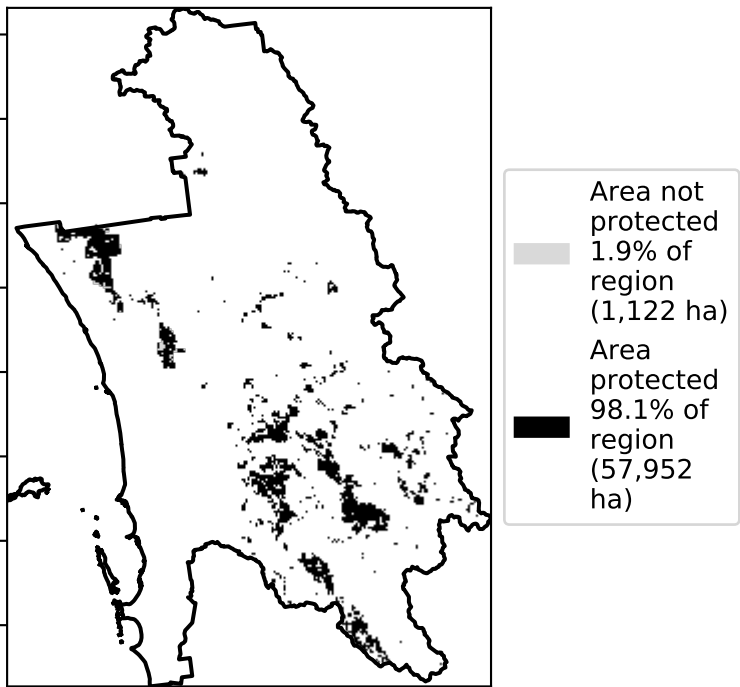 Area not
protected
1.9% of
region
(1,122 ha)
Area
protected
98.1% of
region
(57,952
ha)